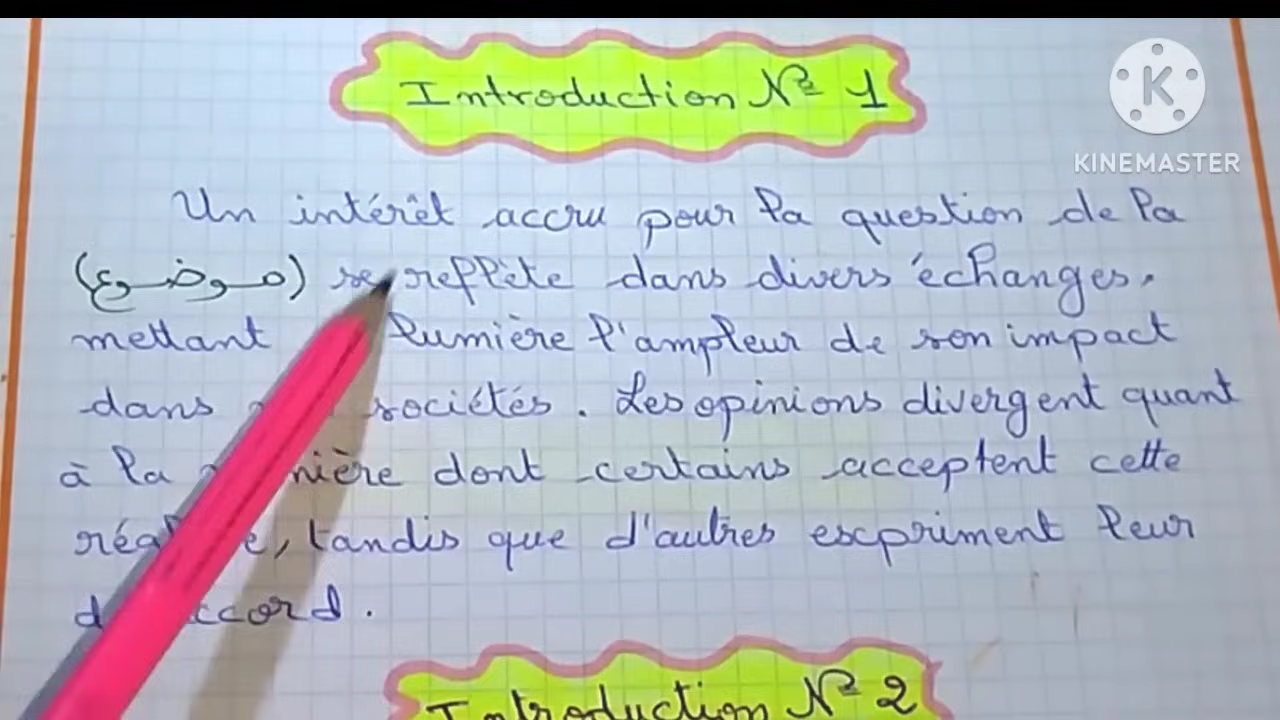 Introduction Nº 1
K
KINEMASTER
Un intérêt accru pour la question de la
(موضوع) se reflète dans divers échanges,
mettant lumière l'ampleur de son impact
dans sociétés. Les opinions divergent quant
à la dont certains acceptent cette
tandis que d'autres escpriment leur
Introduction Nº 2